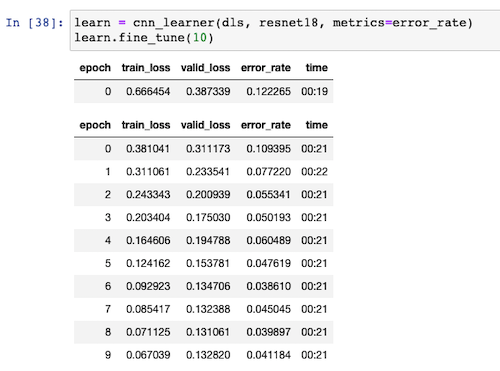 In [38]: learn = cnn_learner(dls, resnet18, metrics=error_rate)
learn.fine_tune(10)
epoch train_loss valid_loss error_rate time
0 0.666454 0.387339 0.122265 00:19
epoch train_loss valid_loss error_rate time
0 0.381041 0.311173 0.109395 00:21
1 0.311061 0.233541 0.077220 00:22
2 0.243343 0.200939 0.055341 00:21
3 0.203404 0.175030 0.050193 00:21
4 0.164606 0.194788 0.060489 00:21
5 0.124162 0.153781 0.047619 00:21
6 0.092923 0.134706 0.038610 00:21
7 0.085417 0.132388 0.045045 00:21
8 0.071125 0.131061 0.039897 00:21
9 0.067039 0.132820 0.041184 00:21